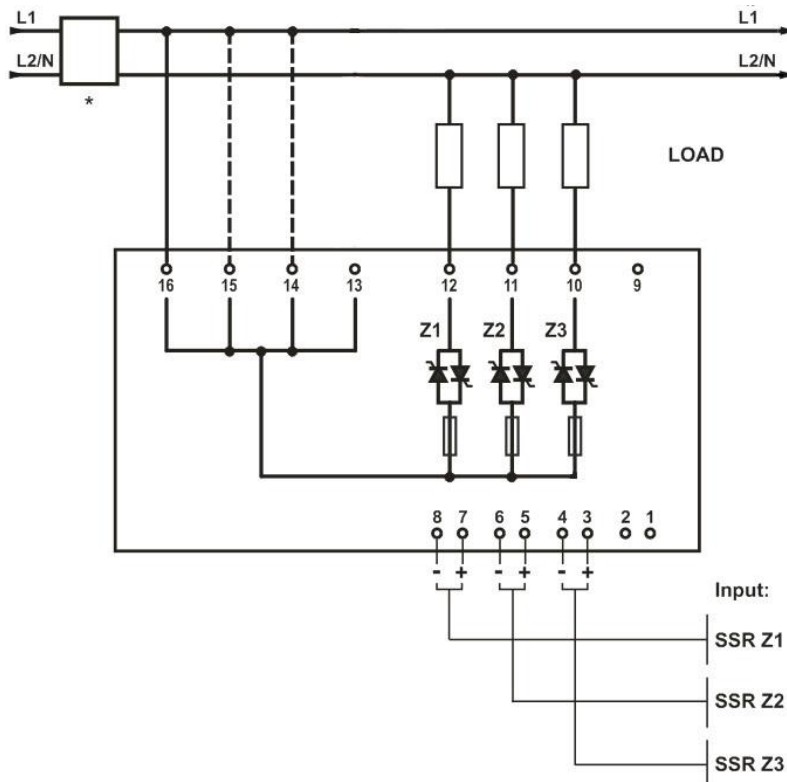 L1 L1
L2/N L2/N
*
LOAD
16 15 14 13 12 11 10 9
Z1 Z2 Z3
8 7 6 5 4 3 2 1
- + - + - +
Input:
SSR Z1
SSR Z2
SSR Z3